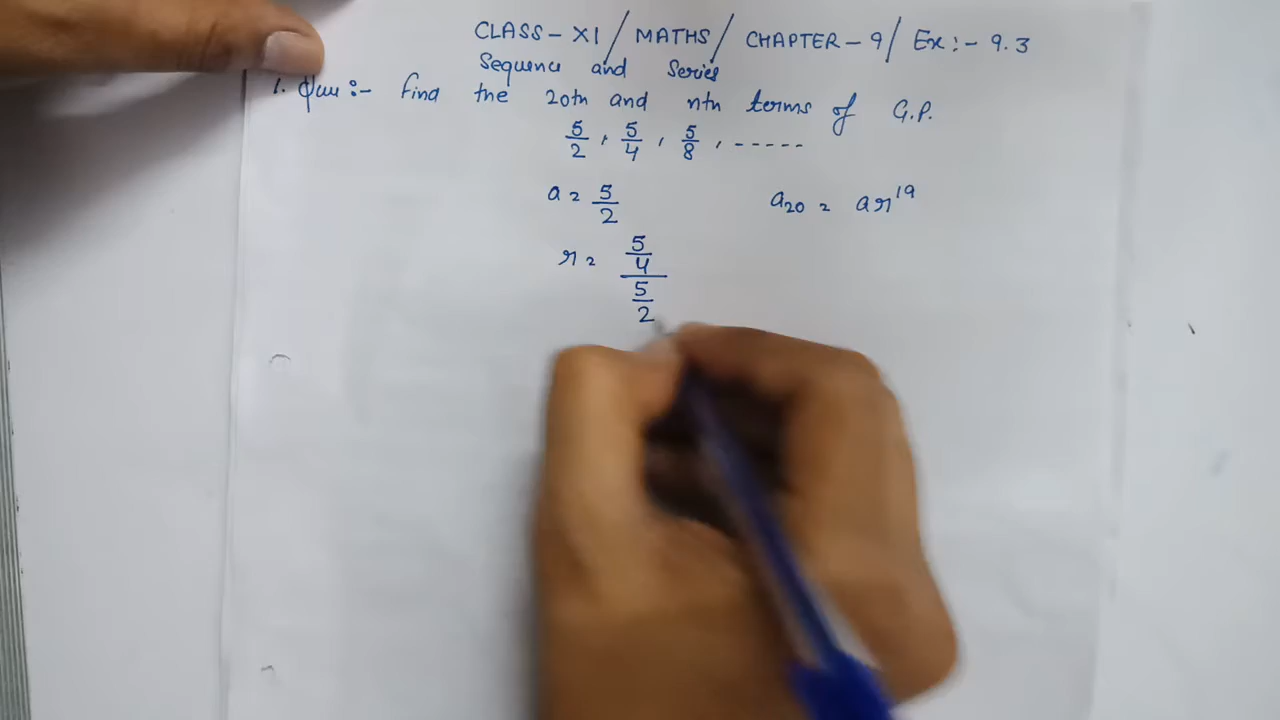 CLASS - XI / MATHS / CHAPTER - 9 / Ex :- 9.3
Sequence and Series
1. Que :- find the 20th and nth terms of G.P.
5/2, 5/4, 5/8, -----
a = 5/2
a20 = ar^19
r = (5/4)/(5/2)